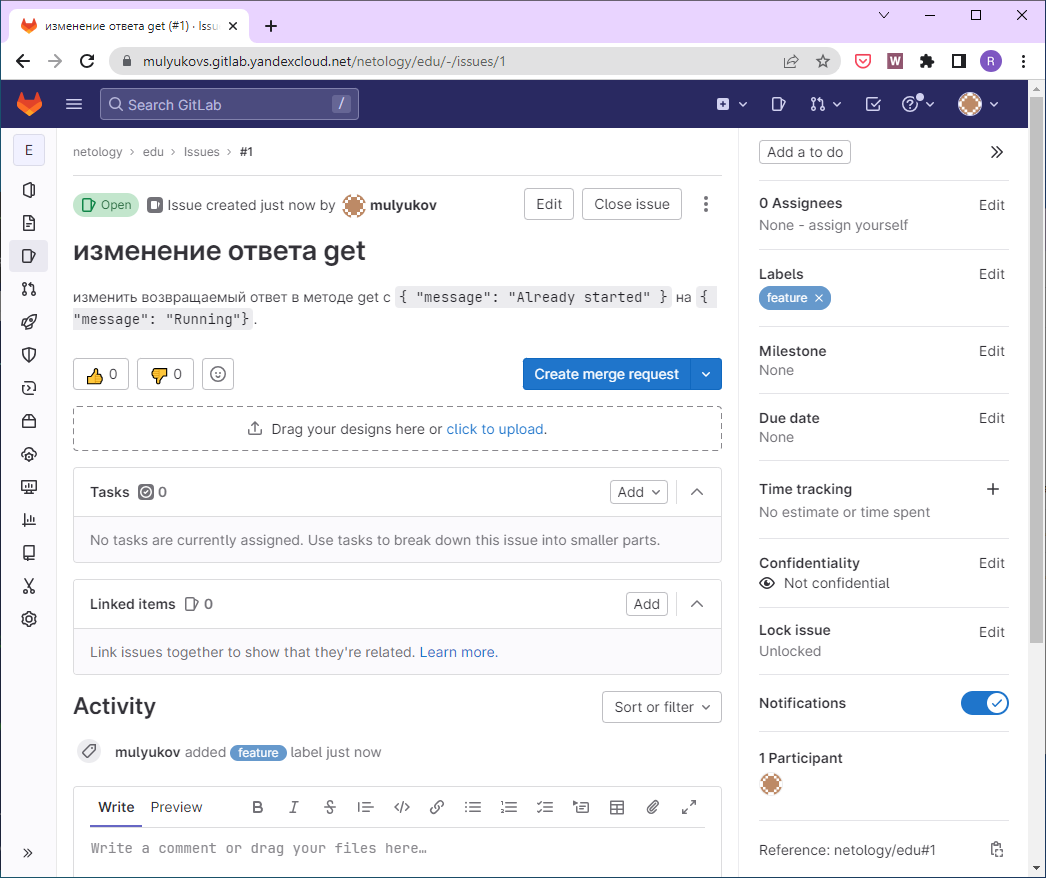 изменение ответа get (#1) · Issu
mulyukovs.gitlab.yandexcloud.net/netology/edu/-/issues/1
W
R
Search GitLab /
E
netology > edu > Issues > #1
Add a to do
Open Issue created just now by mulyukov
Edit
Close issue
изменение ответа get
изменить возвращаемый ответ в методе get с { "message": "Already started" } на {
"message": "Running"}.
0
0
Create merge request
Drag your designs here or click to upload.
Tasks 0
Add
No tasks are currently assigned. Use tasks to break down this issue into smaller parts.
Linked items 0
Add
Link issues together to show that they're related. Learn more.
Activity
Sort or filter
mulyukov added feature label just now
Write Preview
B I S
Write a comment or drag your files here…
0 Assignees
Edit
None - assign yourself
Labels
Edit
feature ×
Milestone
Edit
None
Due date
Edit
None
Time tracking
+
No estimate or time spent
Confidentiality
Edit
Not confidential
Lock issue
Edit
Unlocked
Notifications
1 Participant
Reference: netology/edu#1